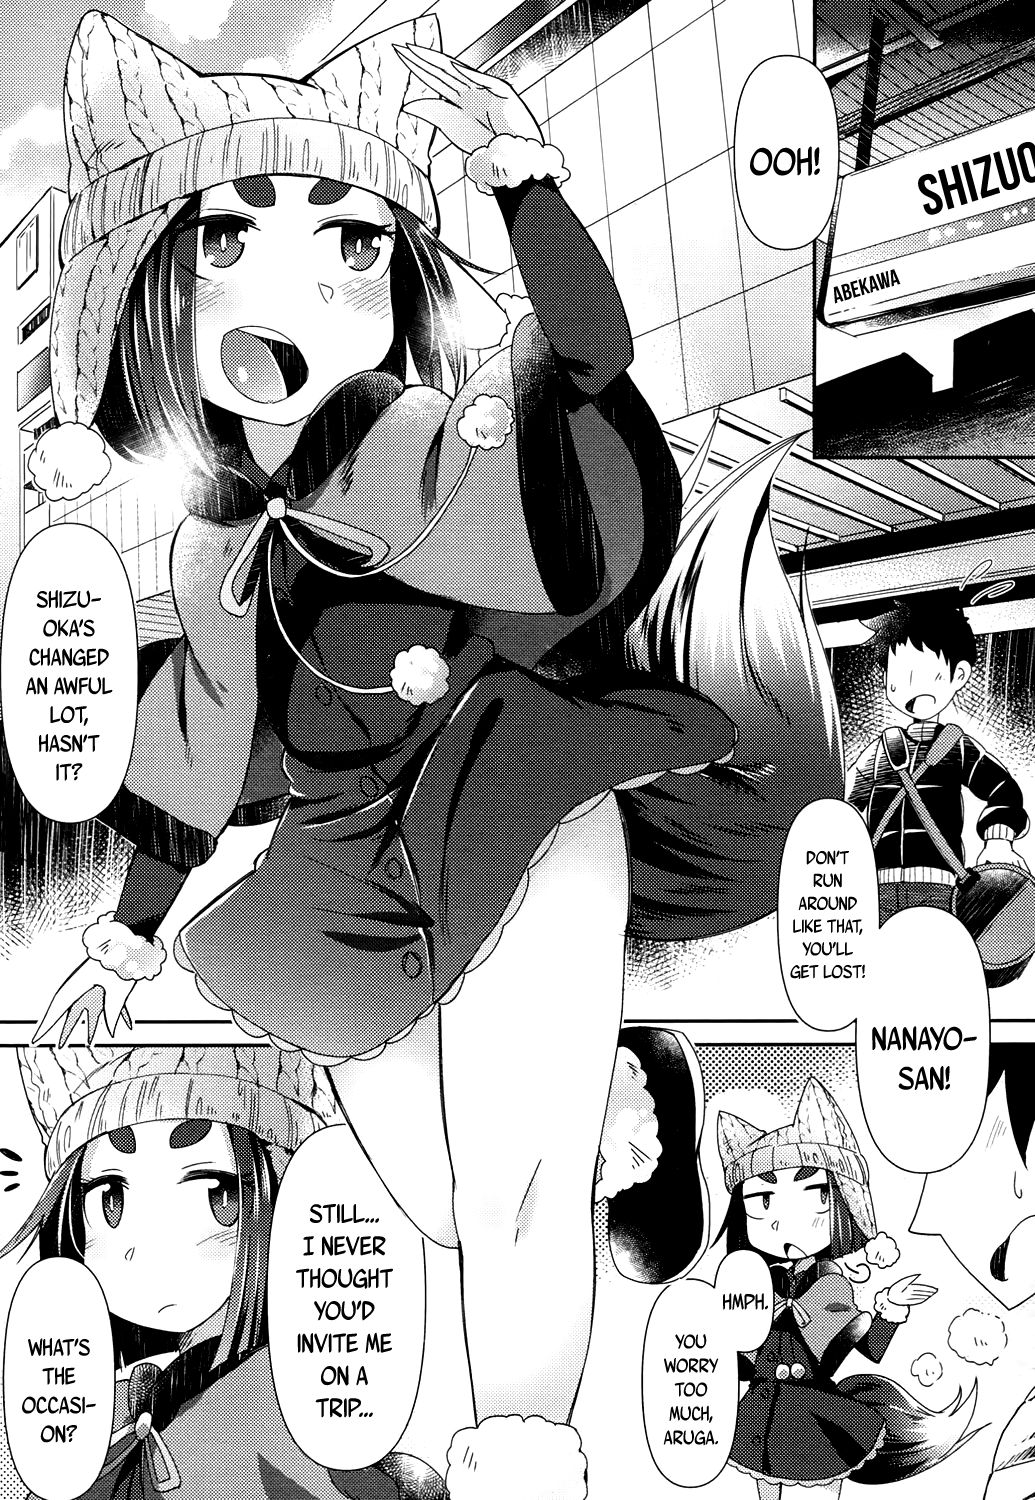 SHIZUO
ABEKAWA
OOH!
SHIZU-
OKA'S
CHANGED
AN AWFUL
LOT,
HASN'T
IT?
DON'T
RUN
AROUND
LIKE THAT,
YOU'LL
GET LOST!
NANAYO-
SAN!
HMPH.
YOU
WORRY
TOO
MUCH,
ARUGA.
STILL...
I NEVER
THOUGHT
YOU'D
INVITE ME
ON A
TRIP...
WHAT'S
THE
OCCASI-
ON?